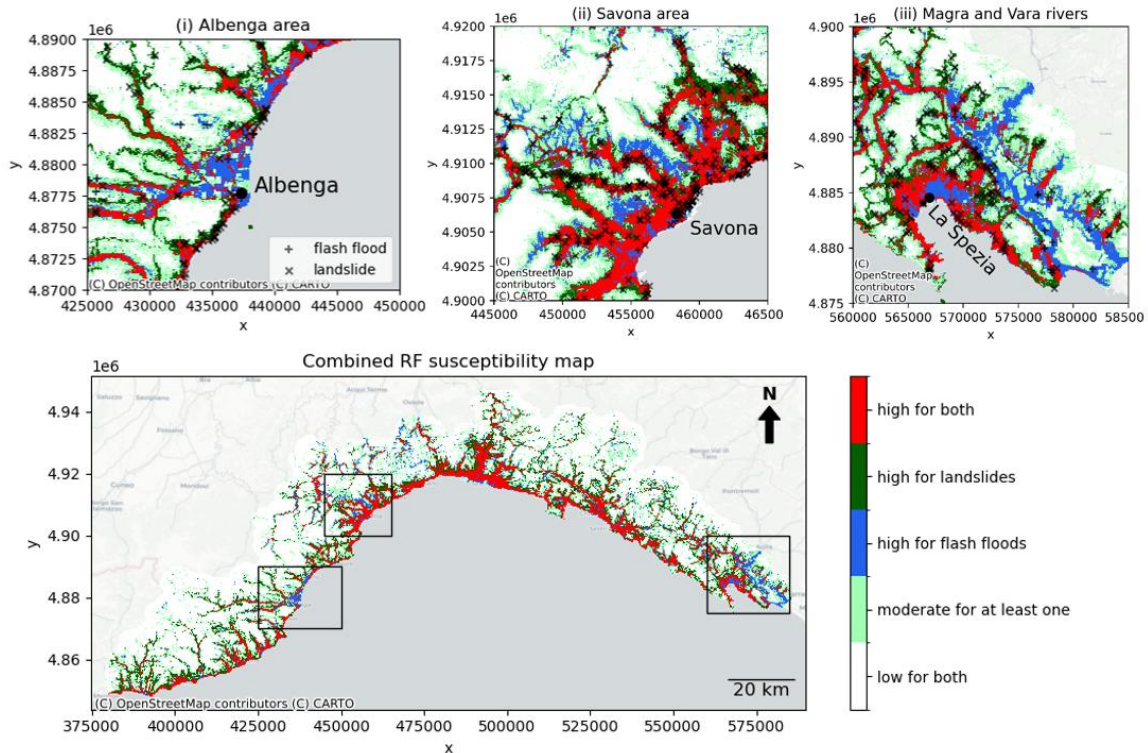 (i) Albenga area
1e6
4.8900
4.8875
4.8850
4.8825
4.8800
4.8775
4.8750
4.8725
4.8700
y
Albenga
+ flash flood
× landslide
(C) OpenStreetMap contributors (C) CARTO
425000 430000 435000 440000 445000 450000
x
(ii) Savona area
1e6
4.9200
4.9175
4.9150
4.9125
4.9100
4.9075
4.9050
4.9025
4.9000
y
Savona
(C)
OpenStreetMap
contributors
(C) CARTO
445000 450000 455000 460000 46500
x
(iii) Magra and Vara rivers
1e6
4.900
4.895
4.890
4.885
4.880
4.875
y
La Spezia
(C)
OpenStreetMap
contributors
(C) CARTO
560000 565000 570000 575000 580000 585000
x
Combined RF susceptibility map
1e6
4.94
4.92
4.90
4.88
4.86
y
N
20 km
(C) OpenStreetMap contributors (C) CARTO
375000 400000 425000 450000 475000 500000 525000 550000 575000
x
high for both
high for landslides
high for flash floods
moderate for at least one
low for both